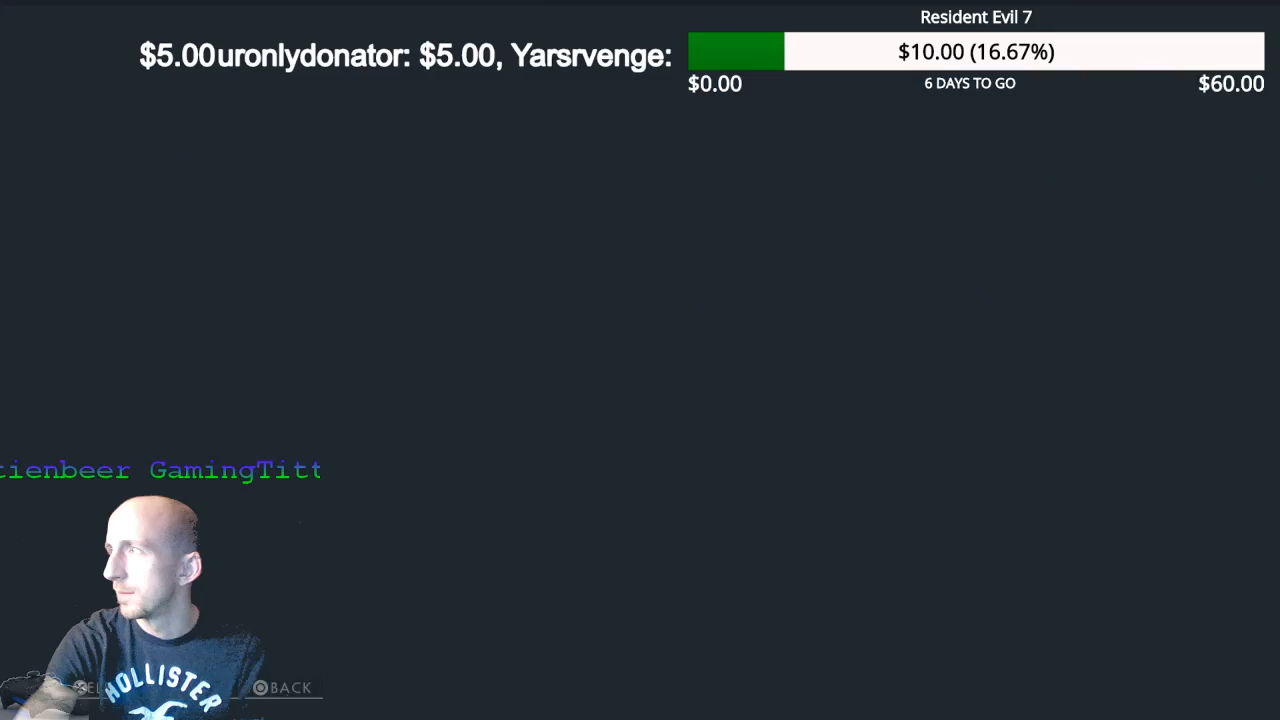 Resident Evil 7
$5.00uronlydonator: $5.00, Yarsrvenge:
$10.00 (16.67%)
$0.00
6 DAYS TO GO
$60.00
tienbeer GamingTitt
HOLLISTER
BACK